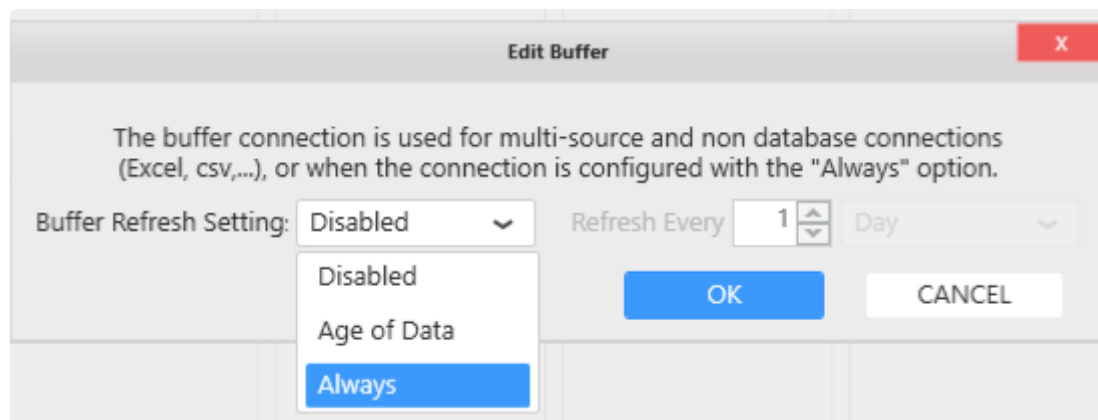 Edit Buffer
x
The buffer connection is used for multi-source and non database connections
(Excel, csv,...), or when the connection is configured with the "Always" option.
Buffer Refresh Setting: Disabled Refresh Every 1 Day
Disabled
OK CANCEL
Age of Data
Always